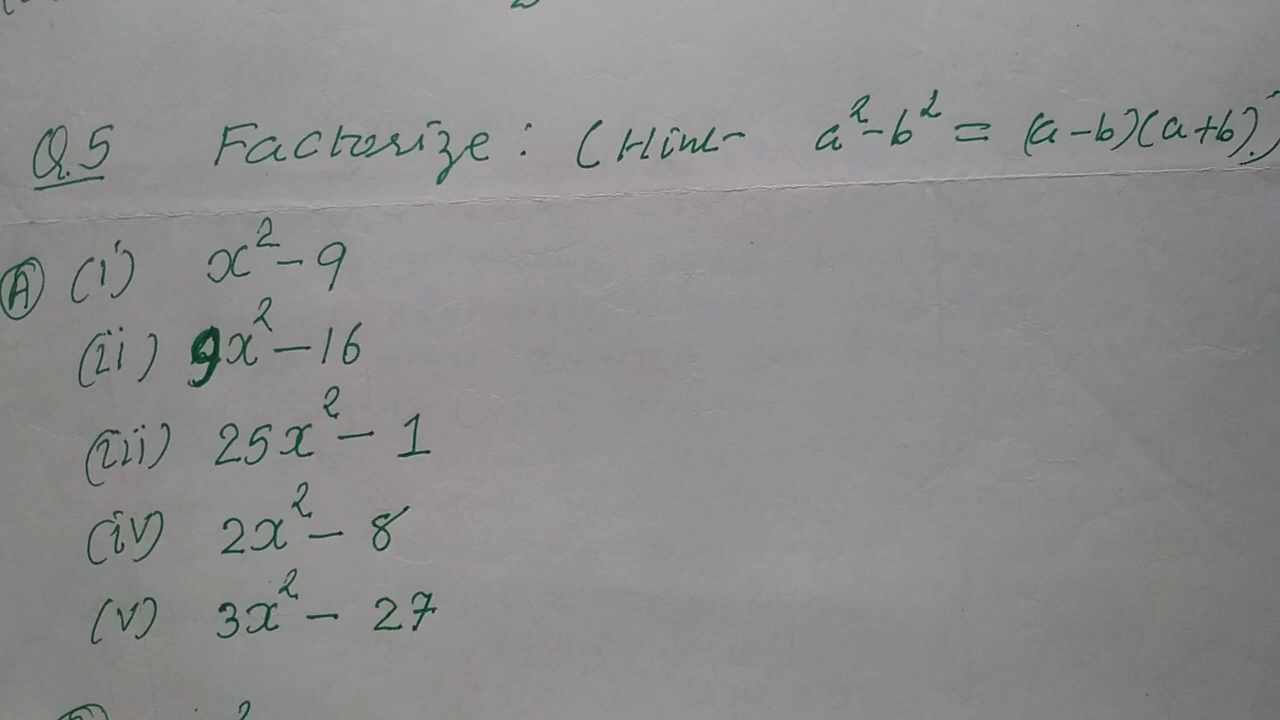 Q.5 Factorize: (Hint- a²-b² = (a-b)(a+b).)
Ⓐ (i) x²-9
(ii) 9x²-16
(iii) 25x²- 1
(iv) 2x²- 8
(v) 3x²- 27